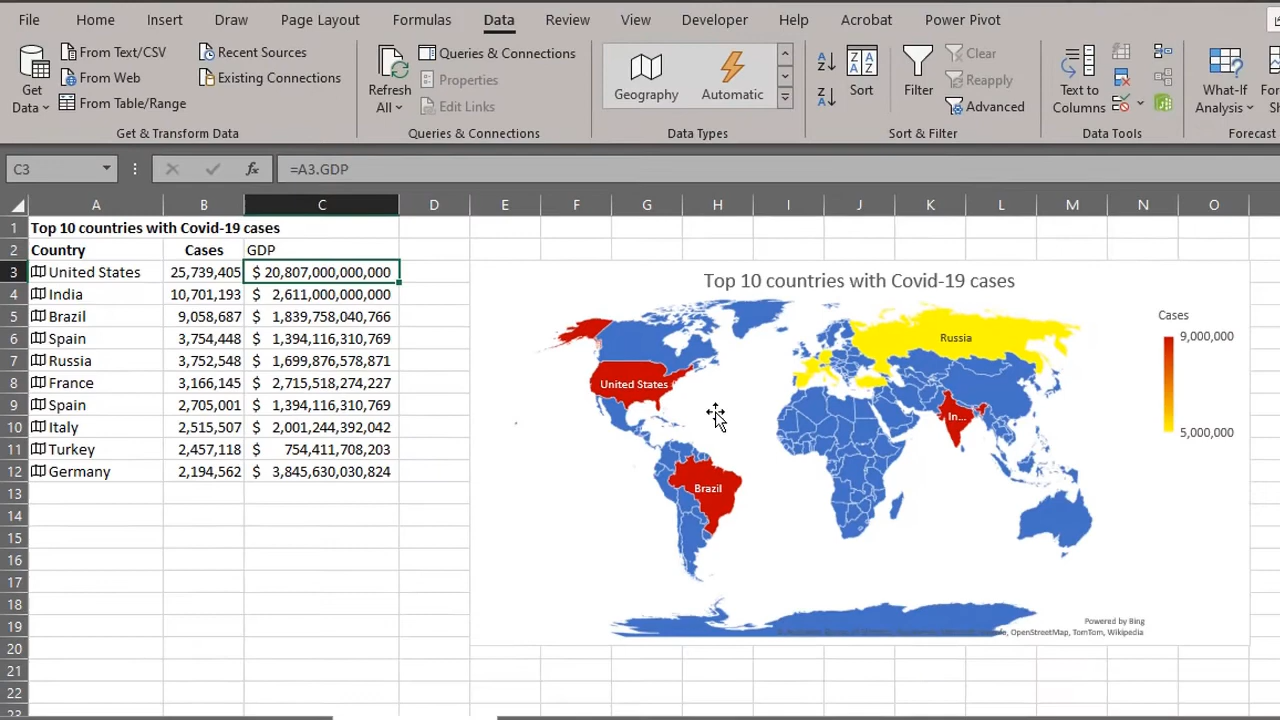 File Home Insert Draw Page Layout Formulas Data Review View Developer Help Acrobat Power Pivot
Get Data
From Text/CSV
From Web
From Table/Range
Recent Sources
Existing Connections
Get & Transform Data
Refresh All
Queries & Connections
Properties
Edit Links
Queries & Connections
Geography
Automatic
Data Types
Sort
Filter
Clear
Reapply
Advanced
Sort & Filter
Text to Columns
Data Tools
What-If Analysis
Forecast
C3 fx =A3.GDP
A B C D E F G H I J K L M N O
1 Top 10 countries with Covid-19 cases
2 Country Cases GDP
3 United States 25,739,405 $ 20,807,000,000,000
4 India 10,701,193 $ 2,611,000,000,000
5 Brazil 9,058,687 $ 1,839,758,040,766
6 Spain 3,754,448 $ 1,394,116,310,769
7 Russia 3,752,548 $ 1,699,876,578,871
8 France 3,166,145 $ 2,715,518,274,227
9 Spain 2,705,001 $ 1,394,116,310,769
10 Italy 2,515,507 $ 2,001,244,392,042
11 Turkey 2,457,118 $ 754,411,708,203
12 Germany 2,194,562 $ 3,845,630,030,824
13
14
15
16
17
18
19
20
21
22
23
Top 10 countries with Covid-19 cases
Cases
9,000,000
5,000,000
Russia
United States
In...
Brazil
Powered by Bing
OpenStreetMap, TomTom, Wikipedia